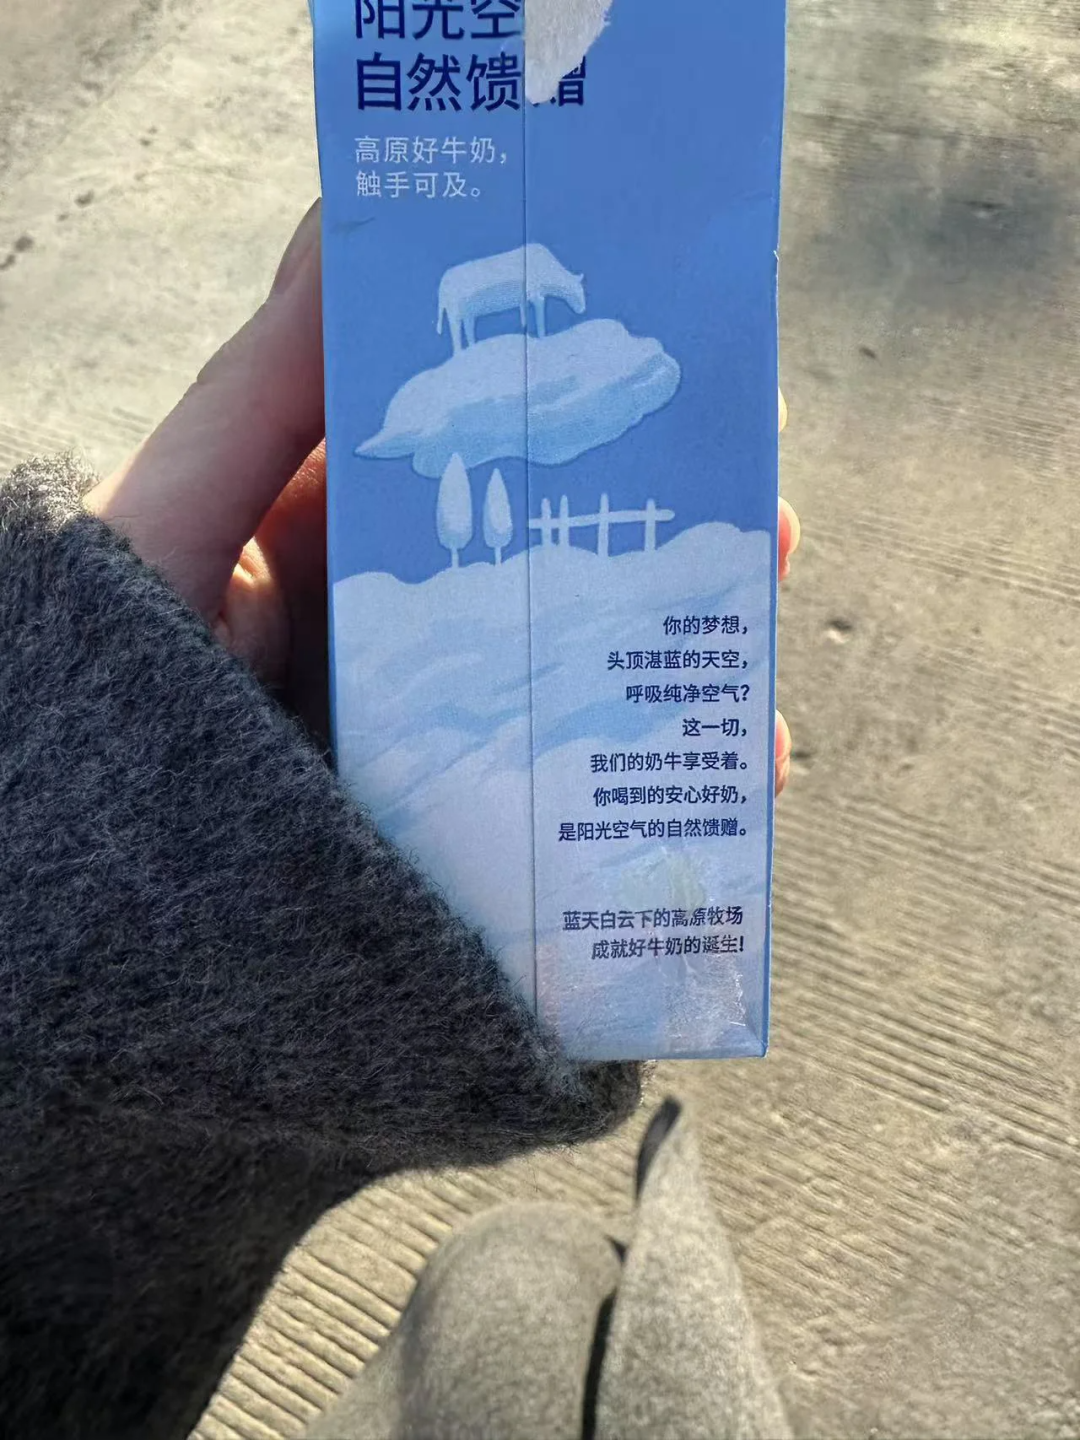 阳光空
自然馈赠
高原好牛奶，
触手可及。
你的梦想，
头顶湛蓝的天空，
呼吸纯净空气？
这一切，
我们的奶牛享受着。
你喝到的安心好奶，
是阳光空气的自然馈赠。
蓝天白云下的高原牧场
成就好牛奶的诞生！